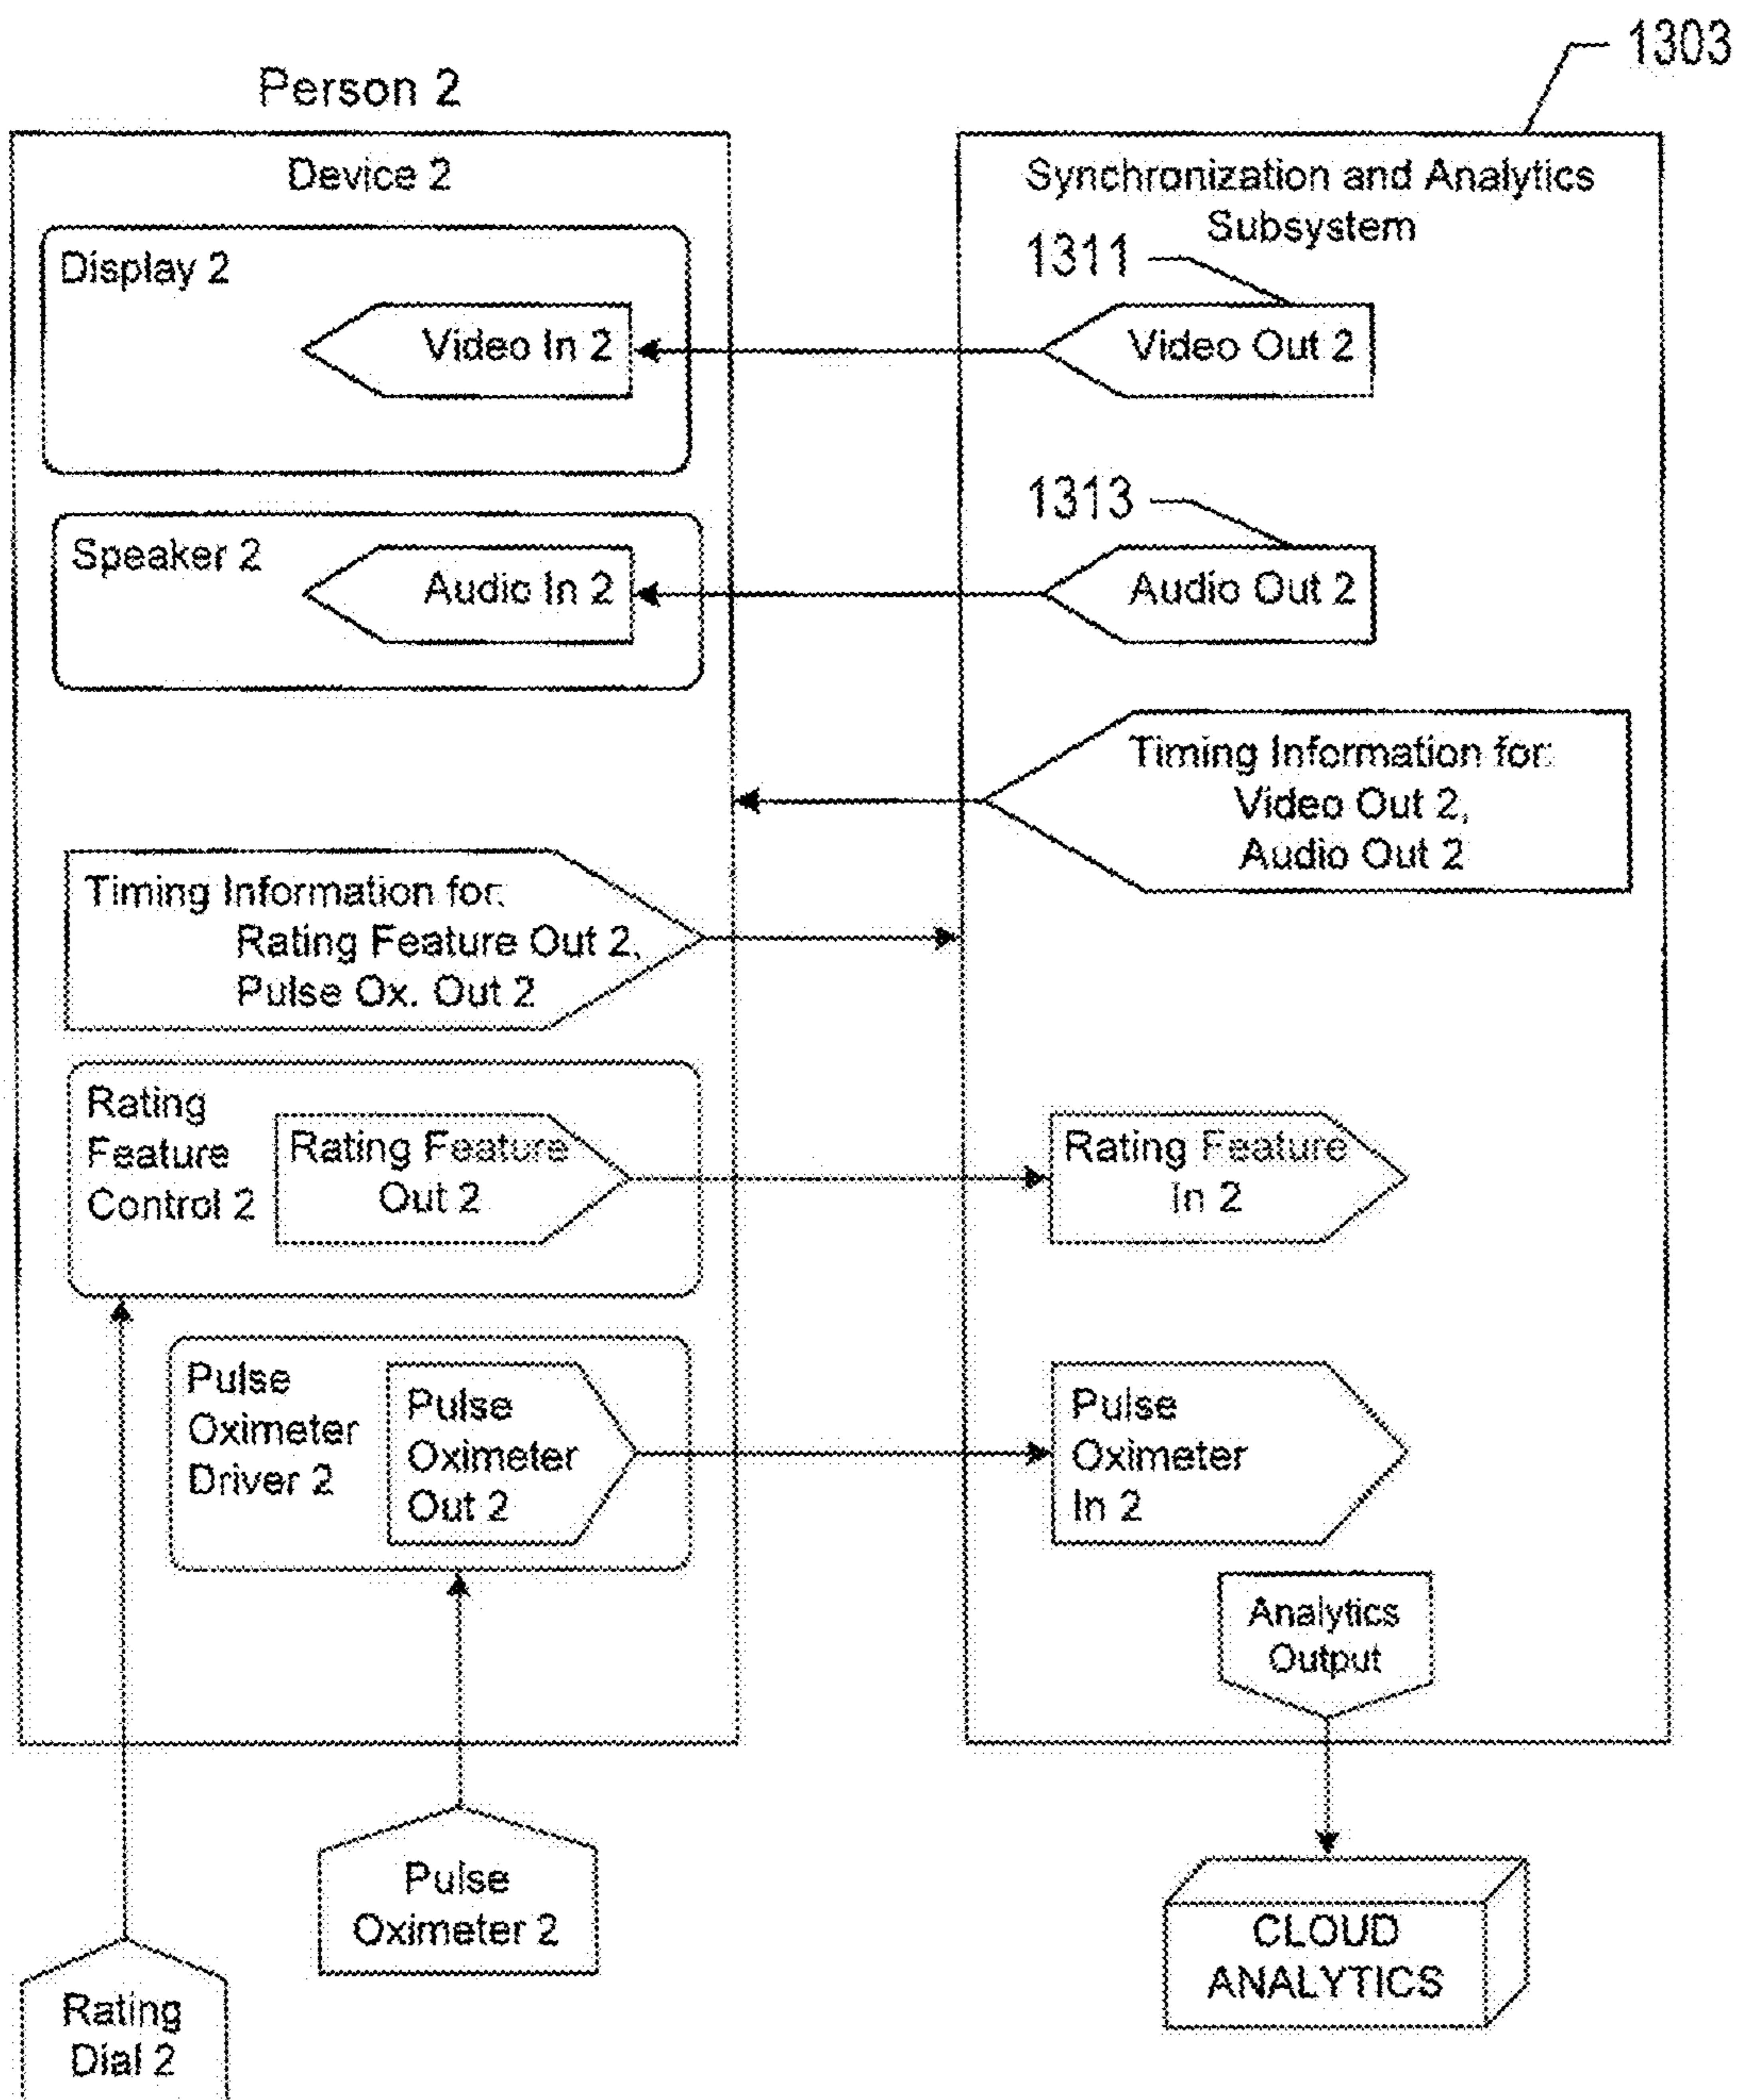 1303
Person 2
Device 2
Synchronization and Analytics
Subsystem
Display 2
1311
Video In 2
Video Out 2
1313
Speaker 2
Audio In 2
Audio Out 2
Timing Information for:
Video Out 2,
Audio Out 2
Timing Information for:
Rating Feature Out 2,
Pulse Ox. Out 2
Rating
Feature
Control 2
Rating Feature
Out 2
Rating Feature
In 2
Pulse
Oximeter
Driver 2
Pulse
Oximeter
Out 2
Pulse
Oximeter
In 2
Analytics
Output
Pulse
Oximeter 2
CLOUD
ANALYTICS
Rating
Dial 2